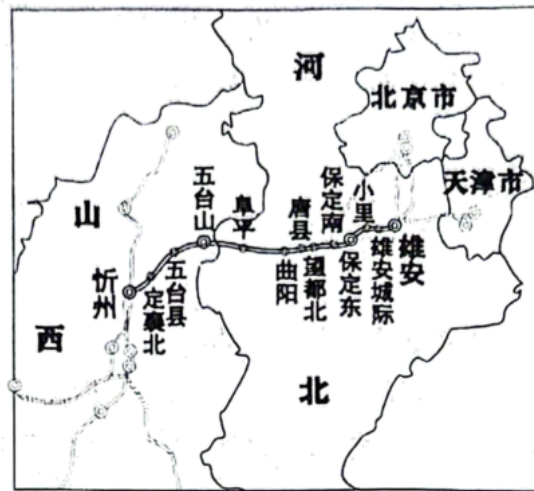 河
北京市
天津市
山
五台山
阜平
唐县
保定南
小里
雄安
忻州
定襄北
五台县
曲阳
望都北
保定东
雄安城际
西
北